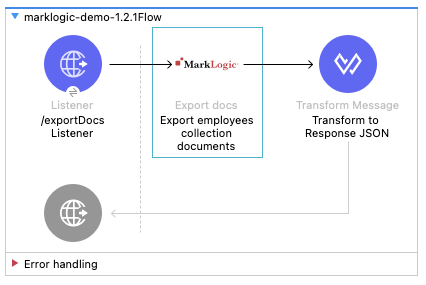 marklogic-demo-1.2.1Flow
MarkLogic
Listener
/exportDocs
Listener
Export docs
Export employees
collection
documents
Transform Message
Transform to
Response JSON
Error handling